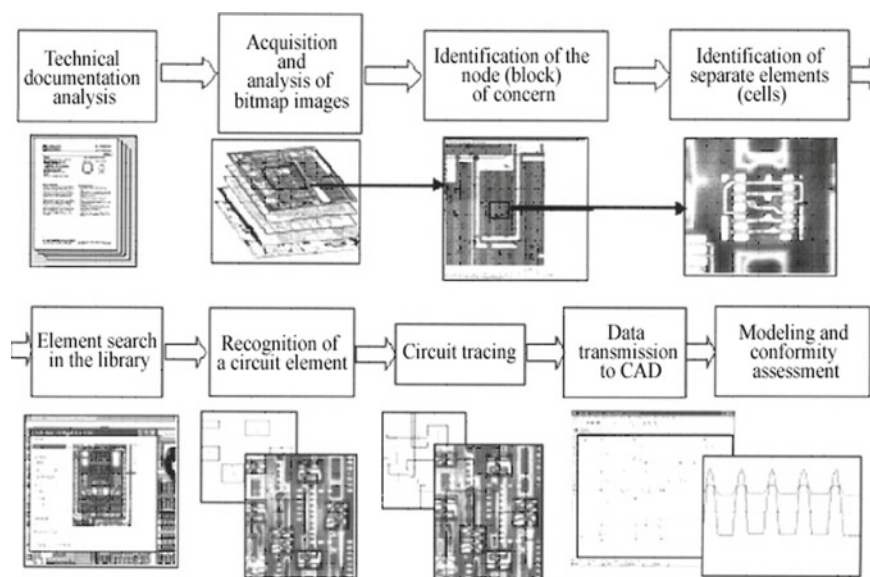 Technical
documentation
analysis
Acquisition
and
analysis of
bitmap images
Identification of the
node (block)
of concern
Identification of
separate elements
(cells)
Element search
in the library
Recognition of
a circuit element
Circuit tracing
Data
transmission
to CAD
Modeling and
conformity
assessment